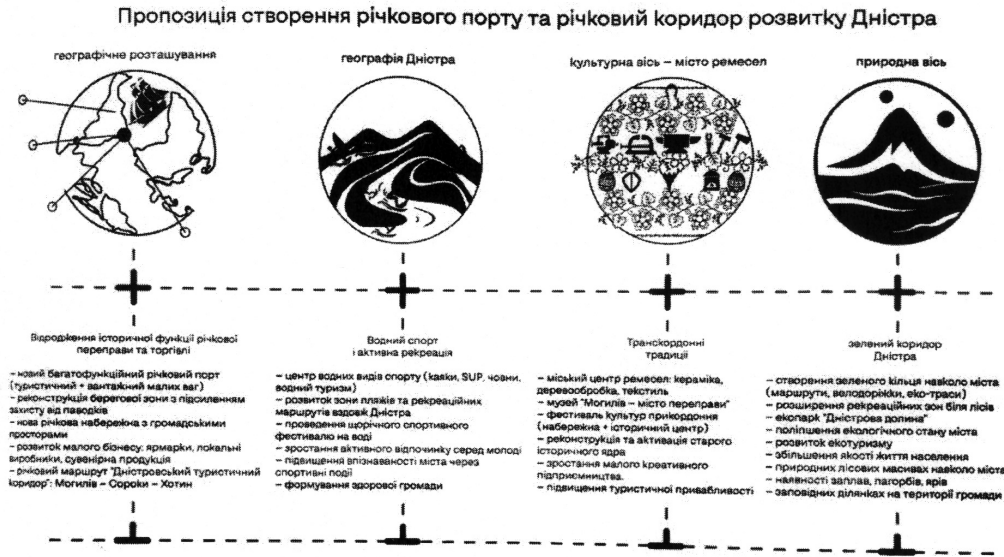 Пропозиція створення річкового порту та річковий коридор розвитку Дністра
географічне розташування
географія Дністра
культурна вісь – місто ремесел
природна вісь
Відродження історичної функції річкової
переправи та торгівлі
– новий багатофункційний річковий порт
(туристичний + вантажний малих ваг)
– реконструкція берегової зони з підсиленням
захисту від паводків
– нова річкова набережна з громадськими
просторами
– розвиток малого бізнесу: ярмарки, локальні
виробники, сувенірна продукція
– річковий маршрут "Дністровський туристичний
коридор": Могилів – Сороки – Хотин
Водний спорт
і активна рекреація
– центр водних видів спорту (каяки, SUP, човни,
водний туризм)
– розвиток зони пляжів та рекреаційних
маршрутів вздовж Дністра
– проведення щорічного спортивного
фестивалю на воді
– зростання активного відпочинку серед молоді
– підвищення впізнаваності міста через
спортивні події
– формування здорової громади
Транскордонні
традиції
– міський центр ремесел: кераміка,
деревообробка, текстиль
– музей "Могилів – місто переправи"
– фестиваль культур прикордоння
(набережна + історичний центр)
– реконструкція та активація старого
історичного ядра
– зростання малого креативного
підприємництва.
– підвищення туристичної привабливості
зелений коридор
Дністра
– створення зеленого кільця навколо міста
(маршрути, велодоріжки, еко-траси)
– розширення рекреаційних зон біля лісів
– екопарк "Дністрова долина"
– поліпшення екологічного стану міста
– розвиток екотуризму
– збільшення якості життя населення
– природних лісових масивах навколо міста
– наявності заплав, пагорбів, ярів
– заповідних ділянках на території громади